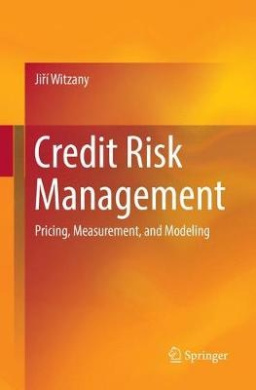 Jiří Witzany
Credit Risk
Management
Pricing, Measurement, and Modeling
Springer